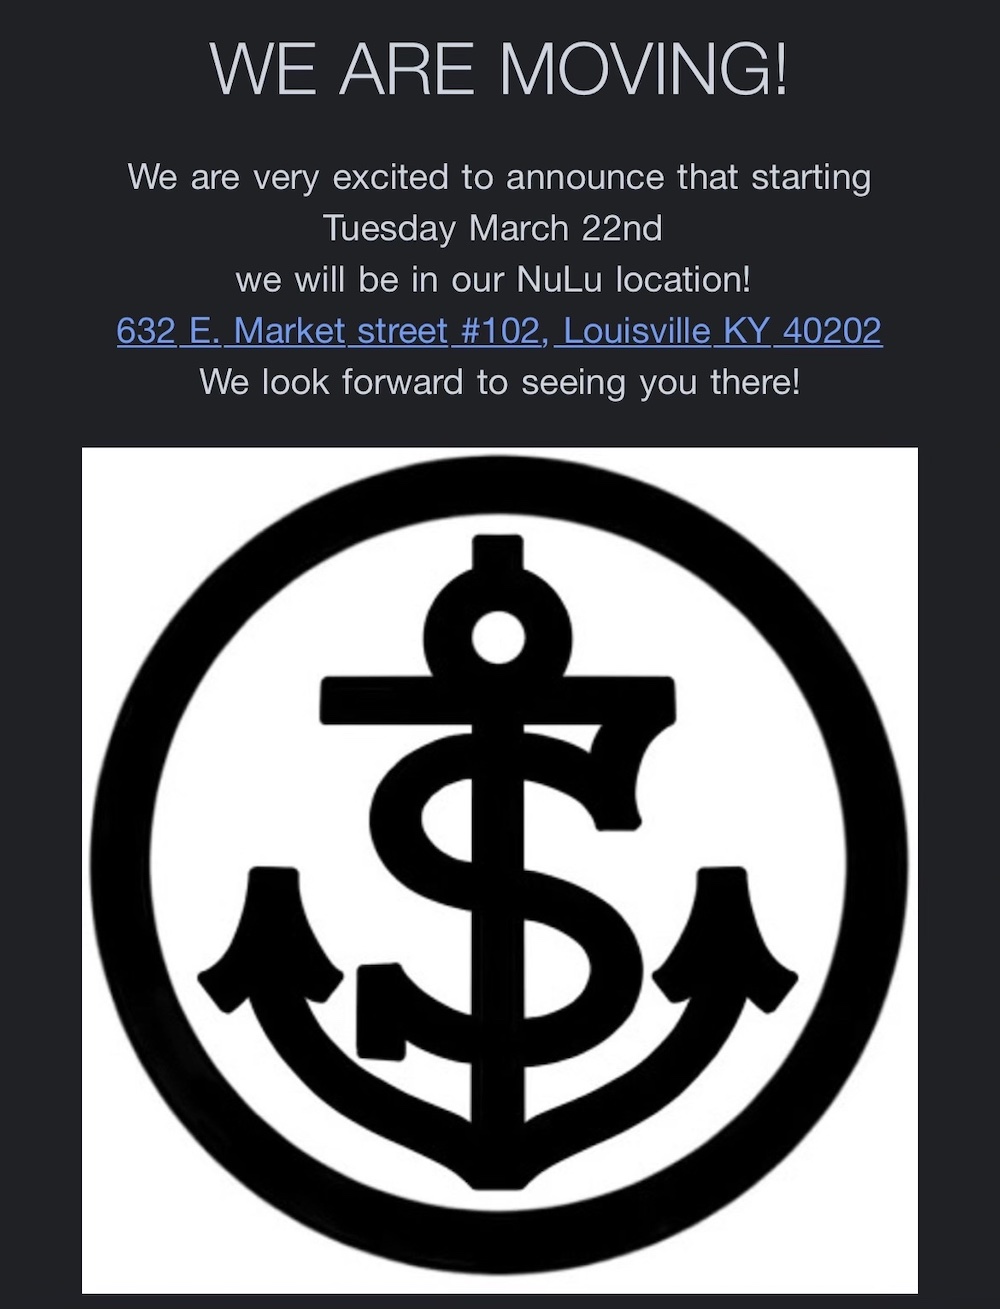 WE ARE MOVING!
We are very excited to announce that starting
Tuesday March 22nd
we will be in our NuLu location!
632 E. Market street #102, Louisville KY 40202
We look forward to seeing you there!
S